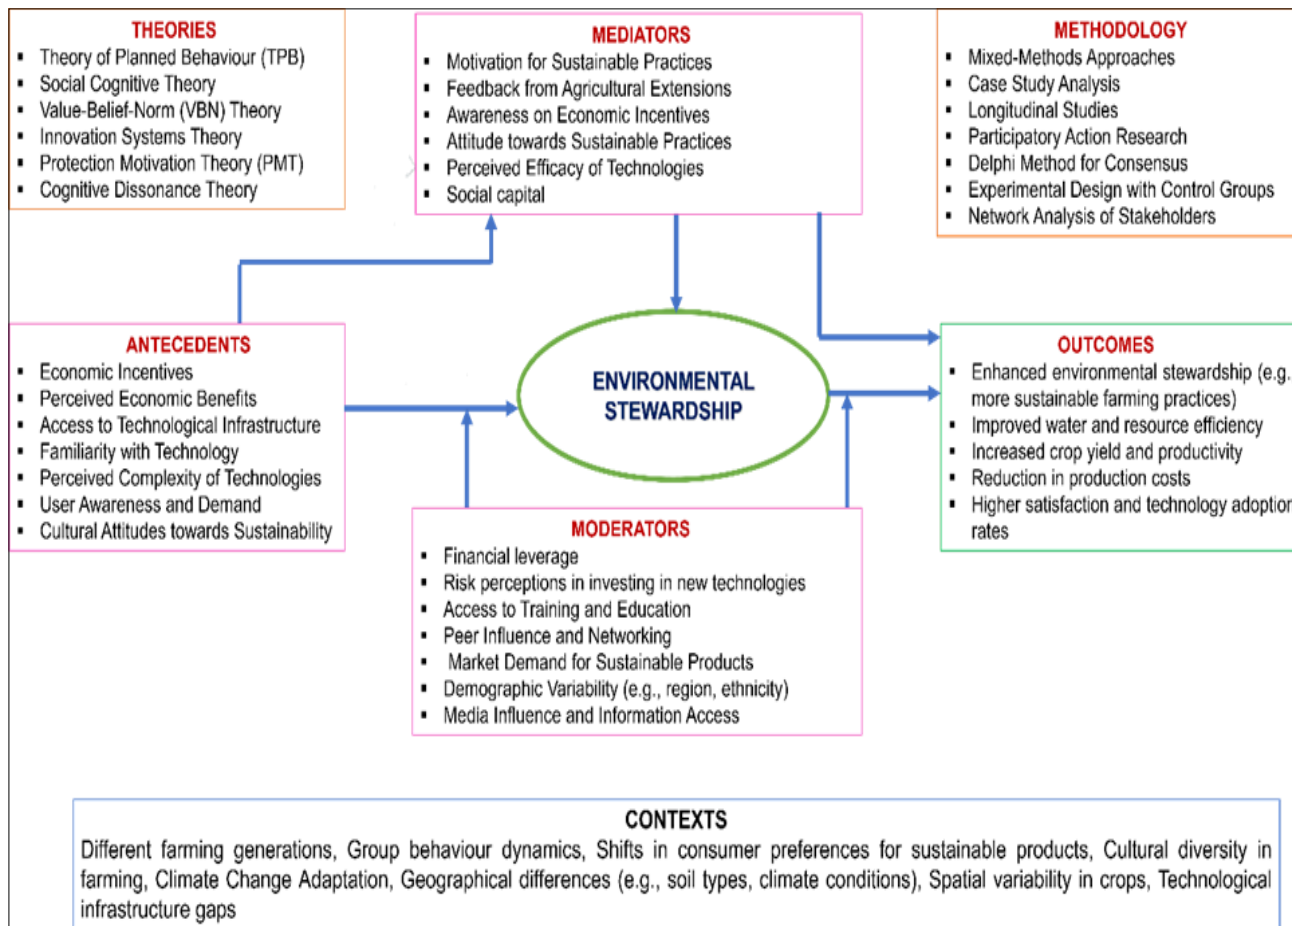 THEORIES
▪ Theory of Planned Behaviour (TPB)
▪ Social Cognitive Theory
▪ Value-Belief-Norm (VBN) Theory
▪ Innovation Systems Theory
▪ Protection Motivation Theory (PMT)
▪ Cognitive Dissonance Theory
MEDIATORS
▪ Motivation for Sustainable Practices
▪ Feedback from Agricultural Extensions
▪ Awareness on Economic Incentives
▪ Attitude towards Sustainable Practices
▪ Perceived Efficacy of Technologies
▪ Social capital
METHODOLOGY
▪ Mixed-Methods Approaches
▪ Case Study Analysis
▪ Longitudinal Studies
▪ Participatory Action Research
▪ Delphi Method for Consensus
▪ Experimental Design with Control Groups
▪ Network Analysis of Stakeholders
ANTECEDENTS
▪ Economic Incentives
▪ Perceived Economic Benefits
▪ Access to Technological Infrastructure
▪ Familiarity with Technology
▪ Perceived Complexity of Technologies
▪ User Awareness and Demand
▪ Cultural Attitudes towards Sustainability
ENVIRONMENTAL
STEWARDSHIP
OUTCOMES
▪ Enhanced environmental stewardship (e.g.,
more sustainable farming practices)
▪ Improved water and resource efficiency
▪ Increased crop yield and productivity
▪ Reduction in production costs
▪ Higher satisfaction and technology adoption
rates
MODERATORS
▪ Financial leverage
▪ Risk perceptions in investing in new technologies
▪ Access to Training and Education
▪ Peer Influence and Networking
▪ Market Demand for Sustainable Products
▪ Demographic Variability (e.g., region, ethnicity)
▪ Media Influence and Information Access
CONTEXTS
Different farming generations, Group behaviour dynamics, Shifts in consumer preferences for sustainable products, Cultural diversity in
farming, Climate Change Adaptation, Geographical differences (e.g., soil types, climate conditions), Spatial variability in crops, Technological
infrastructure gaps